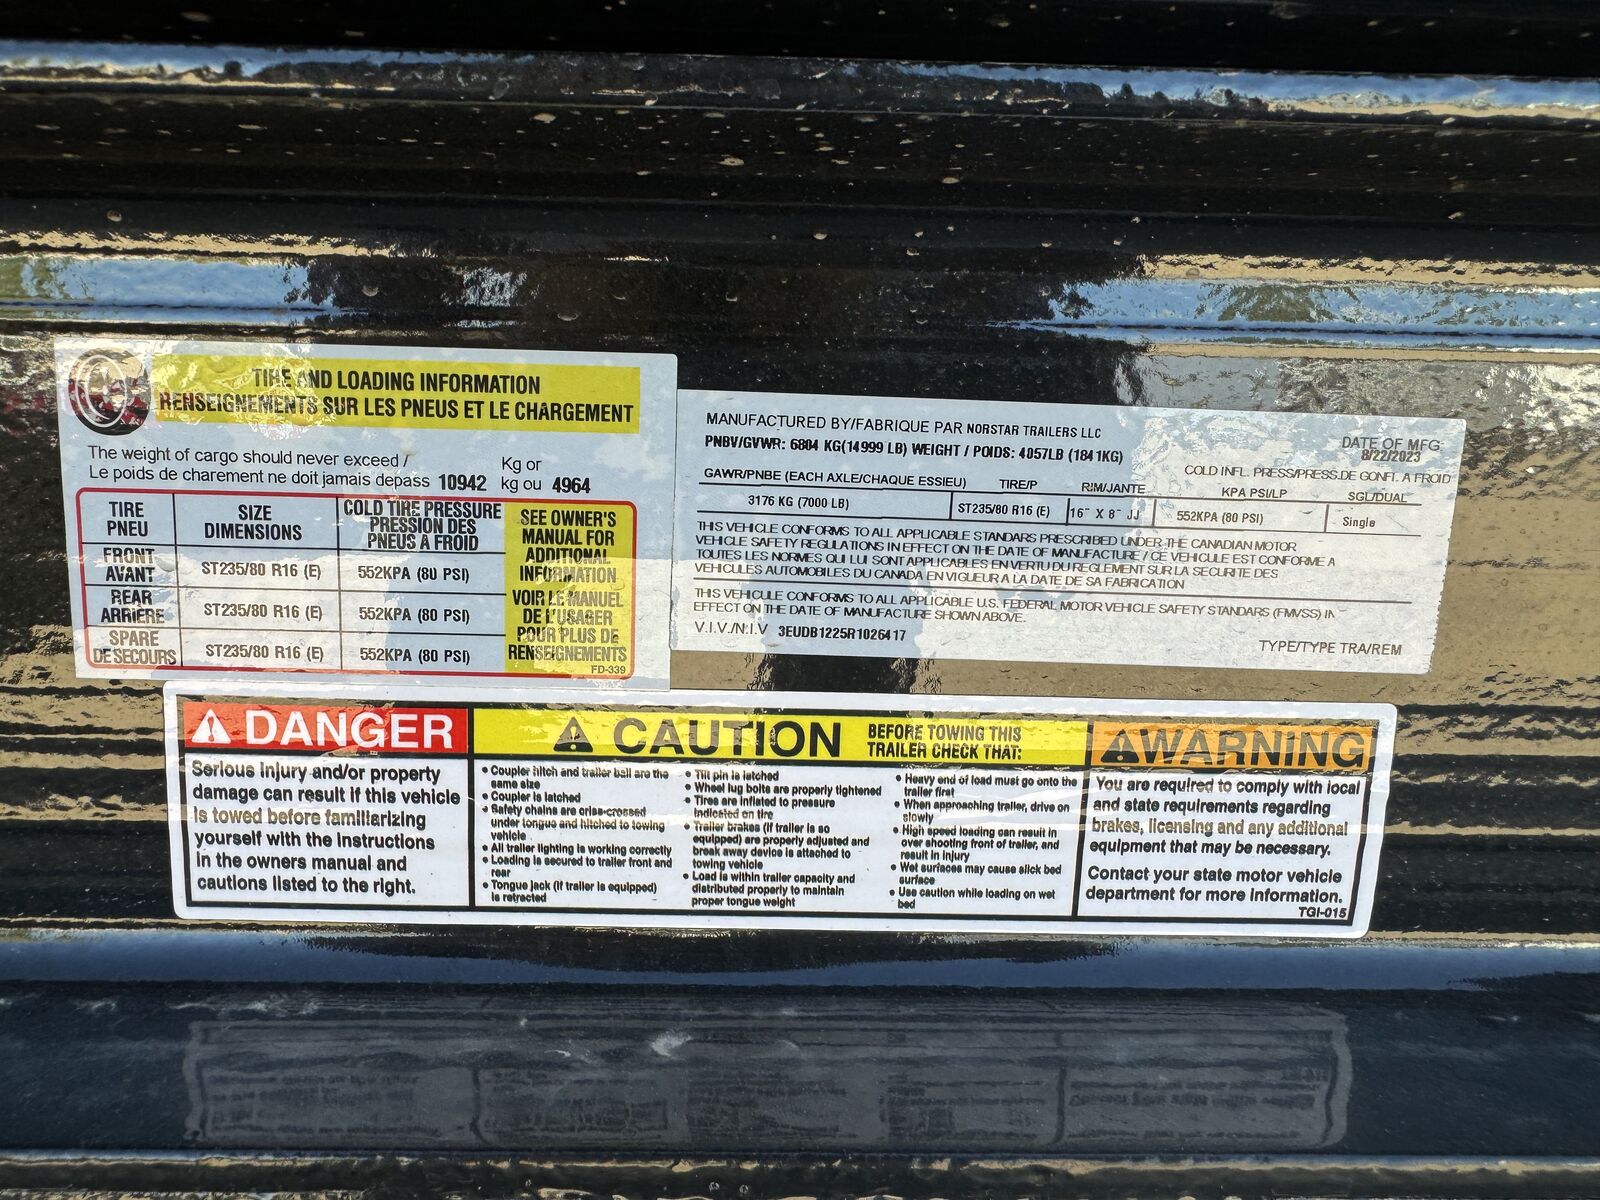 TIRE AND LOADING INFORMATION
RENSEIGNEMENTS SUR LES PNEUS ET LE CHARGEMENT
The weight of cargo should never exceed /
Le poids de charement ne doit jamais depass 10942
Kg or
kg ou 4964
TIRE
PNEU
SIZE
DIMENSIONS
COLD TIRE PRESSURE
PRESSION DES
PNEUS A FROID
FRONT
AVANT
ST235/80 R16 (E)
552KPA (80 PSI)
REAR
ARRIÈRE
ST235/80 R16 (E)
552KPA (80 PSI)
SPARE
DE SECOURS
ST235/80 R16 (E)
552KPA (80 PSI)
SEE OWNER'S
MANUAL FOR
ADDITIONAL
INFORMATION
VOIR LE MANUEL
DE L'USAGER
POUR PLUS DE
RENSEIGNEMENTS
FD-339
MANUFACTURED BY/FABRIQUE PAR NORSTAR TRAILERS LLC
PNBV/GVWR: 6804 KG(14999 LB) WEIGHT / POIDS: 4057LB (1841KG)
DATE OF MFG:
8/22/2023
GAWR/PNBE (EACH AXLE/CHAQUE ESSIEU)
TIRE/P
RIM/JANTE
COLD INFL. PRESS/PRESS.DE GONFT. A FROID
KPA PSI/LP
SGL/DUAL
3176 KG (7000 LB)
ST235/80 R16 (E)
16" X 8" JJ
552KPA (80 PSI)
Single
THIS VEHICLE CONFORMS TO ALL APPLICABLE STANDARS PRESCRIBED UNDER THE CANADIAN MOTOR
VEHICLE SAFETY REGULATIONS IN EFFECT ON THE DATE OF MANUFACTURE / CE VEHICULE EST CONFORME A
TOUTES LES NORMES QUI LUI SONT APPLICABLES EN VERTU DU REGLEMENT SUR LA SECURITE DES
VEHICULES AUTOMOBILES DU CANADA EN VIGUEUR A LA DATE DE SA FABRICATION
THIS VEHICLE CONFORMS TO ALL APPLICABLE U.S. FEDERAL MOTOR VEHICLE SAFETY STANDARS (FMVSS) IN
EFFECT ON THE DATE OF MANUFACTURE SHOWN ABOVE.
V.I.V./N.I.V 3EUDB1225R1026417
TYPE/TYPE TRA/REM
DANGER
Serious injury and/or property
damage can result if this vehicle
is towed before familiarizing
yourself with the instructions
in the owners manual and
cautions listed to the right.
CAUTION
BEFORE TOWING THIS
TRAILER CHECK THAT:
• Coupler hitch and trailer ball are the
same size
• Coupler is latched
• Safety chains are criss-crossed
under tongue and hitched to towing
vehicle
• All trailer lighting is working correctly
• Loading is secured to trailer front and
rear
• Tongue jack (if trailer is equipped)
is retracted
• Tilt pin is latched
• Wheel lug bolts are properly tightened
• Tires are inflated to pressure
indicated on tire
• Trailer brakes (if trailer is so
equipped) are properly adjusted and
break away device is attached to
towing vehicle
• Load is within trailer capacity and
distributed properly to maintain
proper tongue weight
• Heavy end of load must go onto the
trailer first
• When approaching trailer, drive on
slowly
• High speed loading can result in
over shooting front of trailer, and
result in injury
• Wet surfaces may cause slick bed
surface
• Use caution while loading on wet
bed
WARNING
You are required to comply with local
and state requirements regarding
brakes, licensing and any additional
equipment that may be necessary.
Contact your state motor vehicle
department for more information.
TGI-015